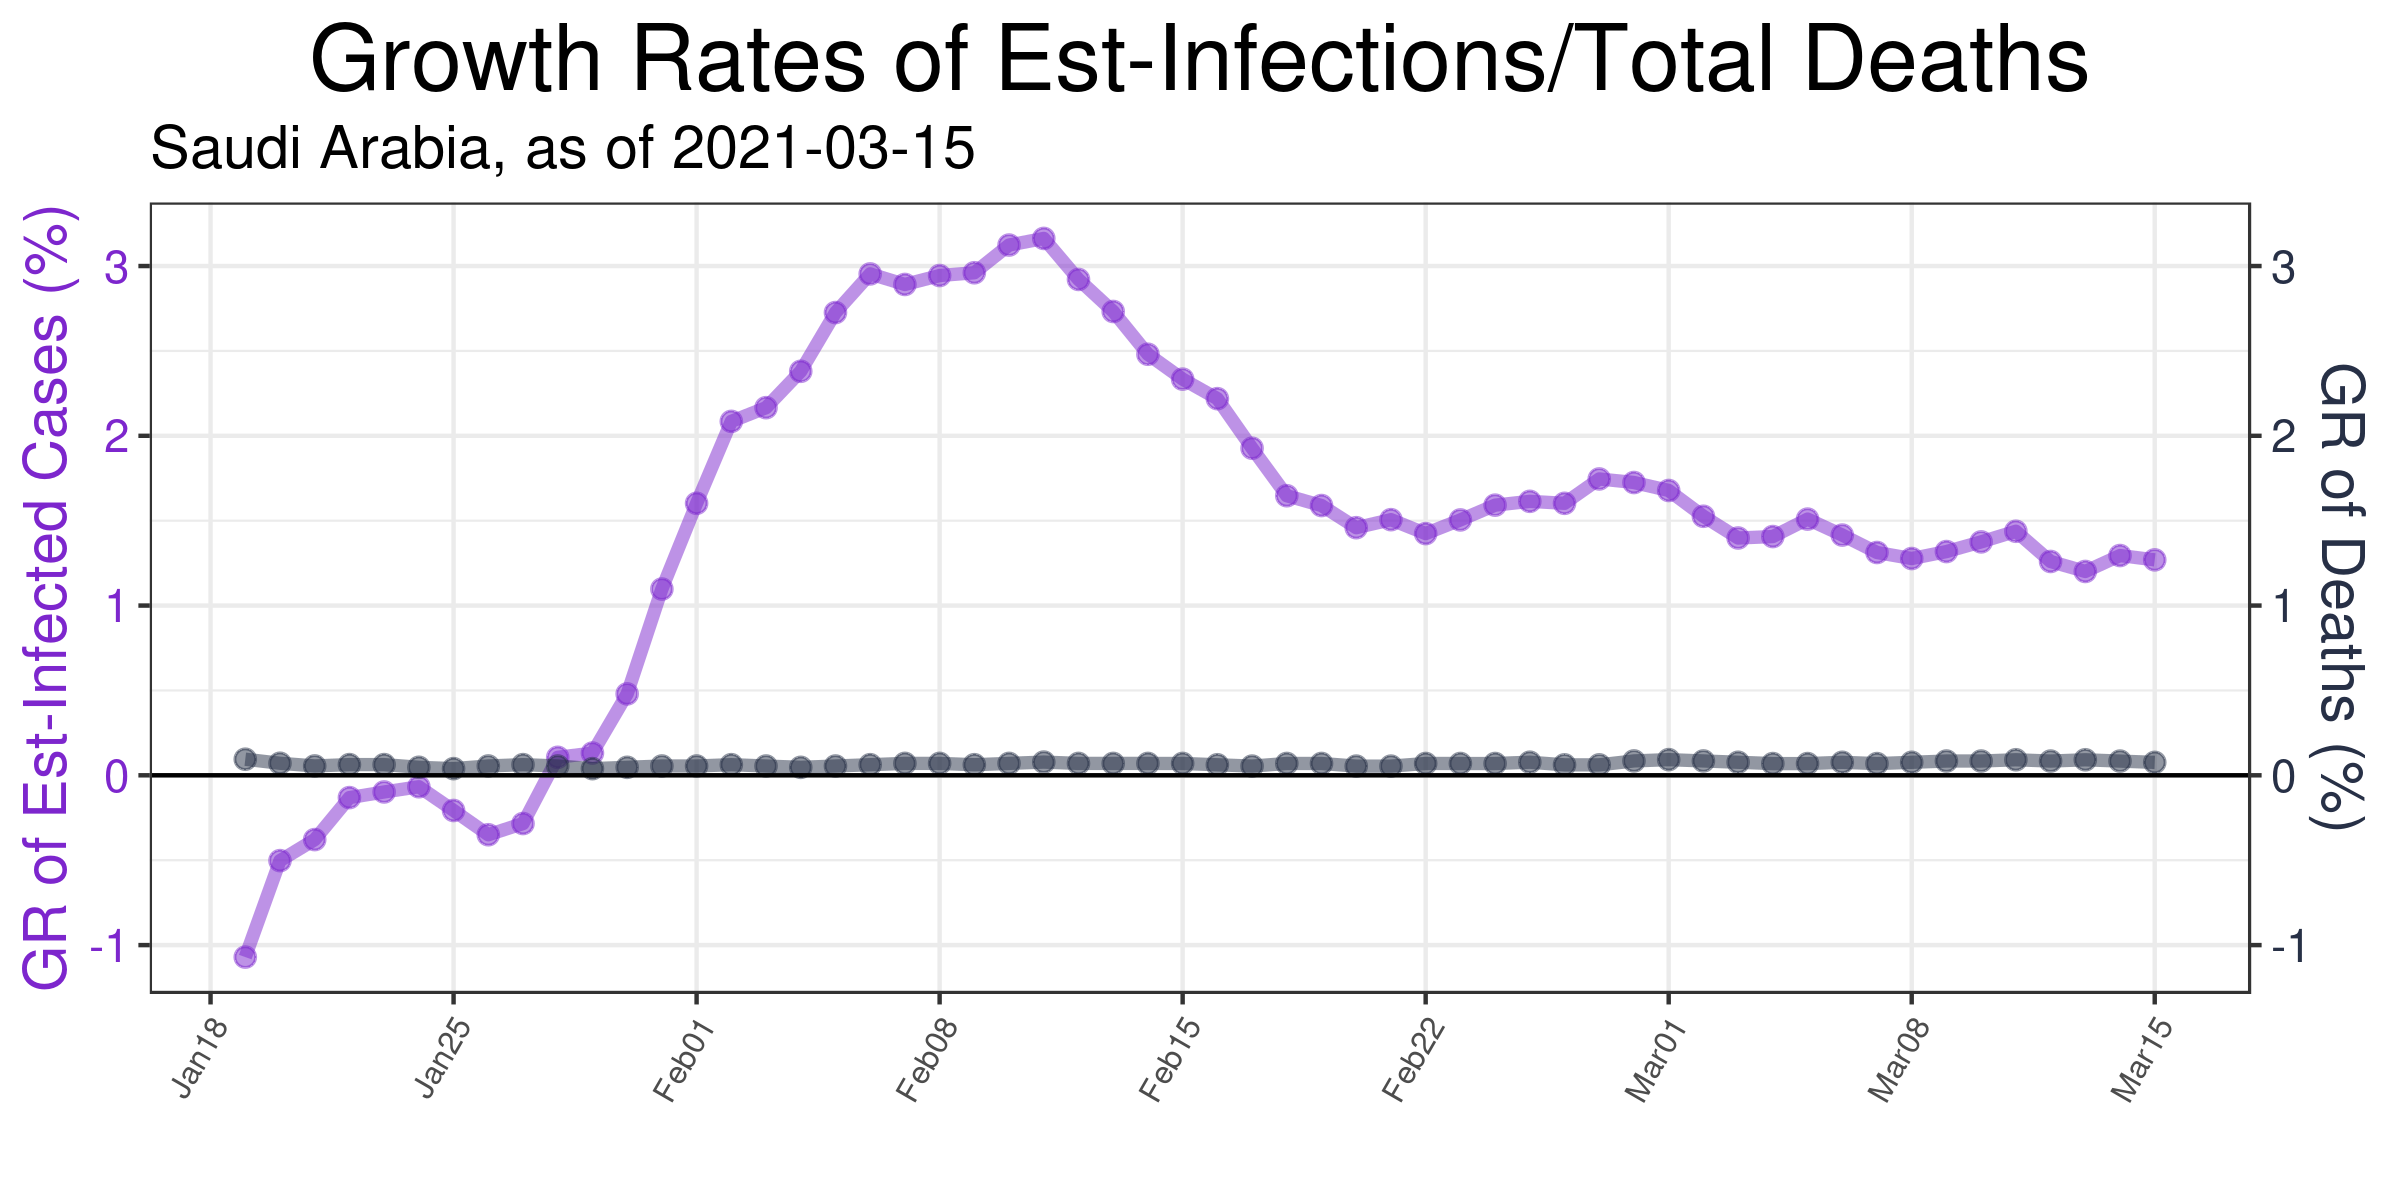 Growth Rates of Est-Infections/Total Deaths
Saudi Arabia, as of 2021-03-15
GR of Est-Infected Cases (%)
3
2
1
0
-1
3
2
1
0
-1
GR of Deaths (%)
Jan18
Jan25
Feb01
Feb08
Feb15
Feb22
Mar01
Mar08
Mar15